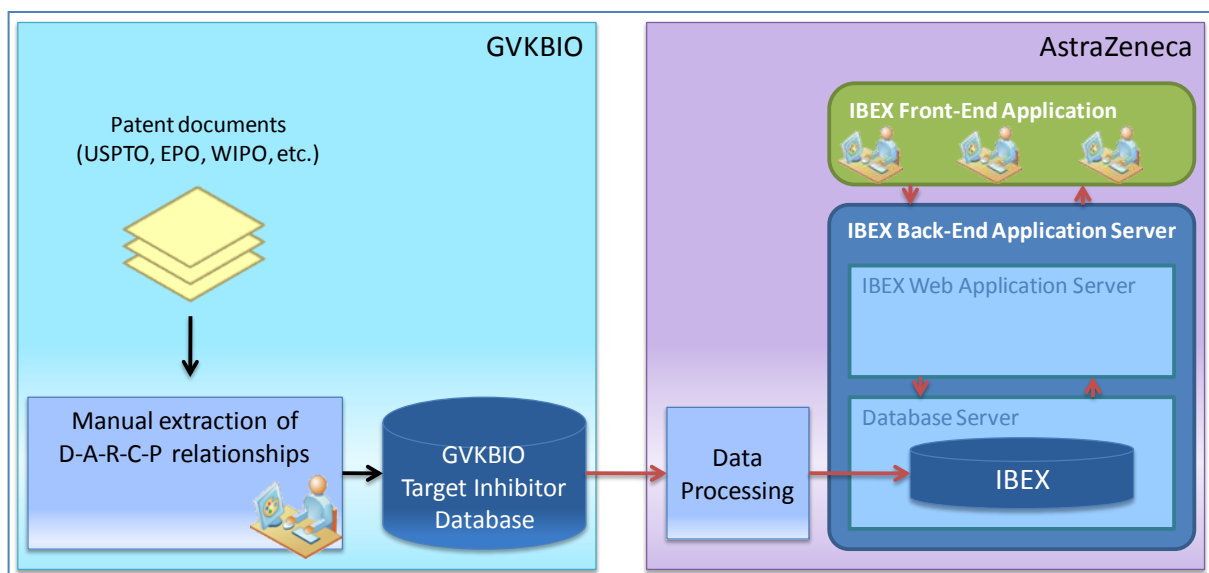 GVKBIO
Patent documents
(USPTO, EPO, WIPO, etc.)
Manual extraction of
D-A-R-C-P relationships
GVKBIO
Target Inhibitor
Database
AstraZeneca
IBEX Front-End Application
IBEX Back-End Application Server
IBEX Web Application Server
Database Server
IBEX
Data
Processing